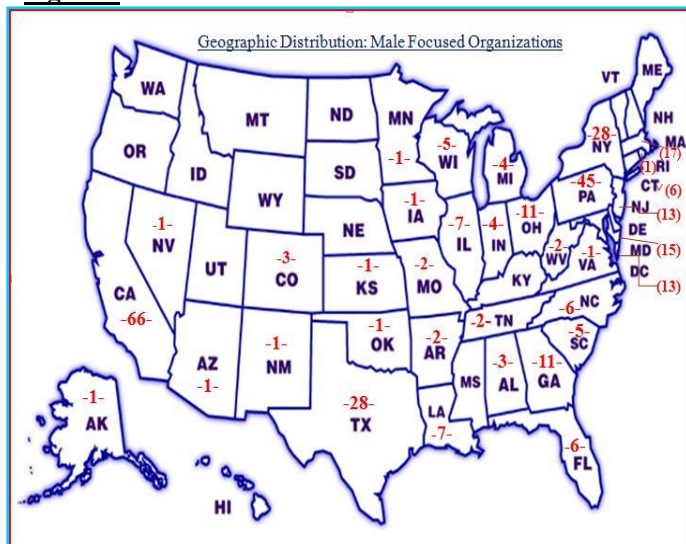 Geographic Distribution: Male Focused Organizations
WA
MT
ND
MN
-1-
VT
ME
NH
OR
ID
SD
-5-
WI
-4-
MI
-28-
NY
MA
(17)
(1)
RI
WY
-1-
IA
-45-
PA
CT
(6)
NJ
(13)
-1-
NV
UT
-3-
CO
NE
-7-
IL
-4-
IN
-11-
OH
DE
(15)
MD
DC
(13)
CA
-66-
-1-
KS
-2-
MO
-2-
WV
-1-
VA
KY
-6-
NC
-2-
TN
AZ
-1-
-1-
NM
-1-
OK
-2-
AR
-5-
SC
MS
-3-
AL
-11-
GA
-1-
AK
-28-
TX
LA
-7-
-6-
FL
HI